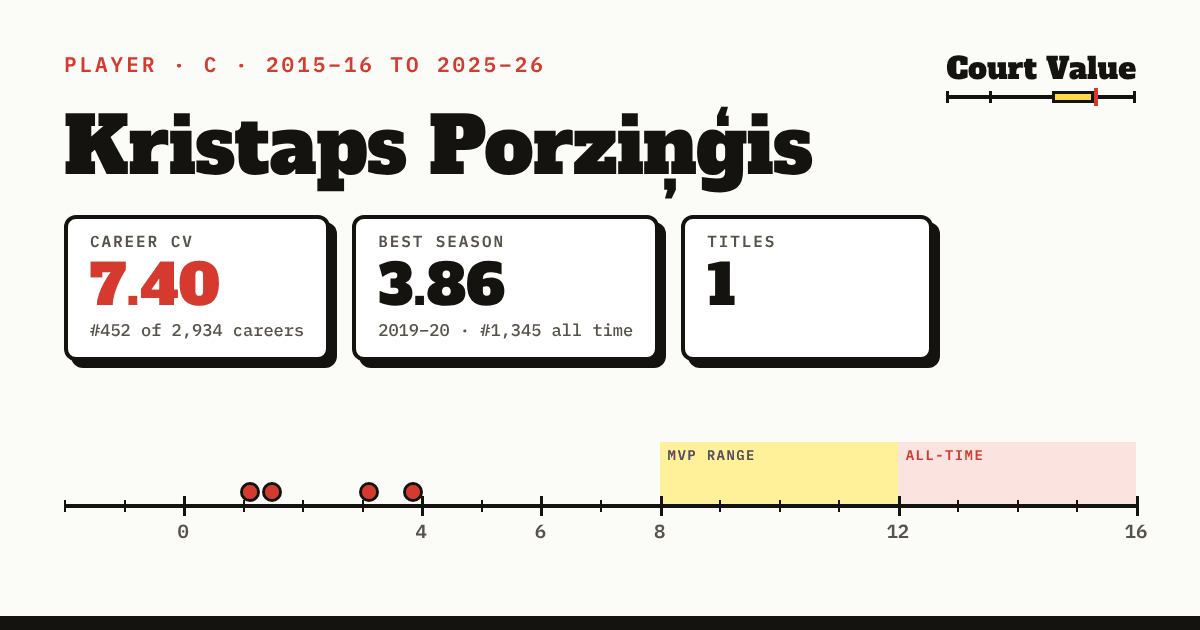 PLAYER · C · 2015–16 TO 2025–26
Court Value
Kristaps Porziņģis
CAREER CV
7.40
#452 of 2,934 careers
BEST SEASON
3.86
2019–20 · #1,345 all time
TITLES
1
MVP RANGE
ALL-TIME
0 4 6 8 12 16